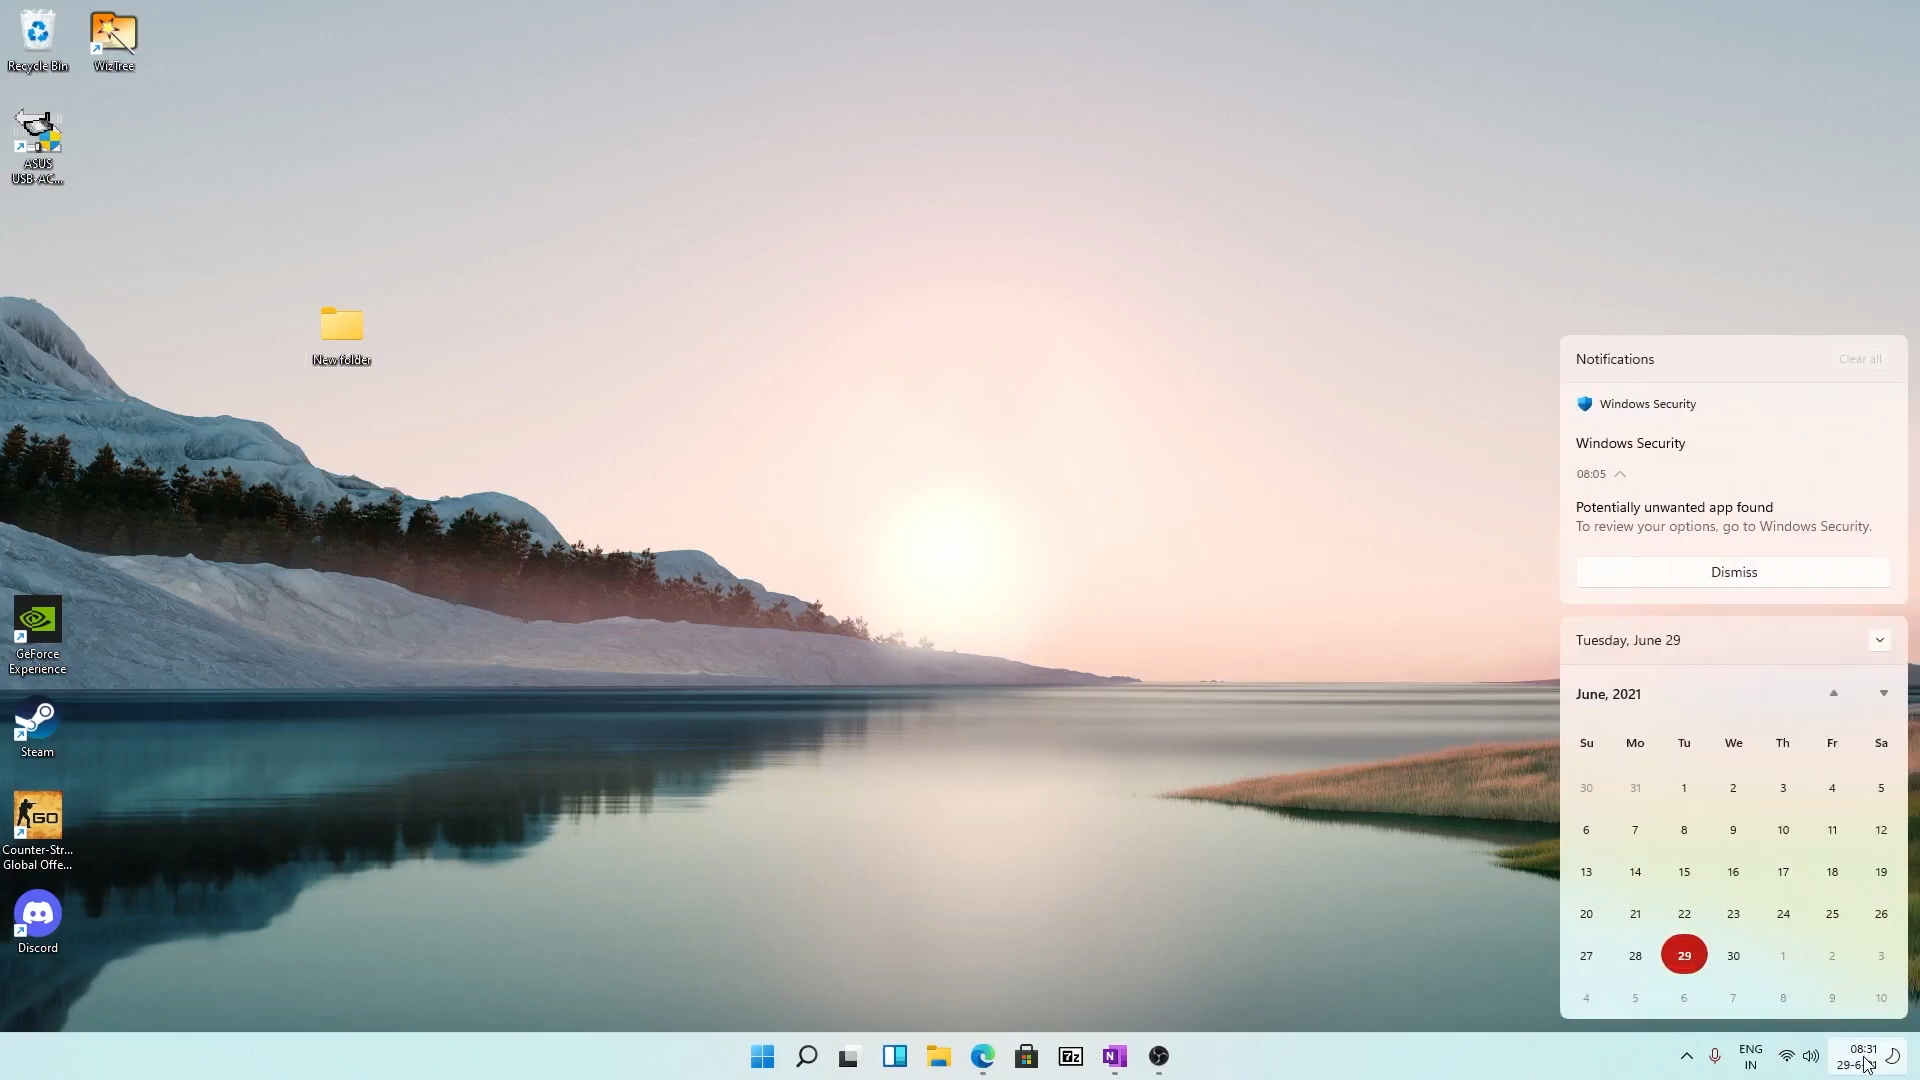 Recycle Bin
WizTree
ASUS
USB-AC...
New folder
GeForce
Experience
Steam
GO
Counter-Str...
Global Offe...
Discord
Notifications
Clear all
Windows Security
Windows Security
08:05
Potentially unwanted app found
To review your options, go to Windows Security.
Dismiss
Tuesday, June 29
June, 2021
Su Mo Tu We Th Fr Sa
30 31 1 2 3 4 5
6 7 8 9 10 11 12
13 14 15 16 17 18 19
20 21 22 23 24 25 26
27 28 29 30 1 2 3
4 5 6 7 8 9 10
7z
N
ENG
IN
08:31